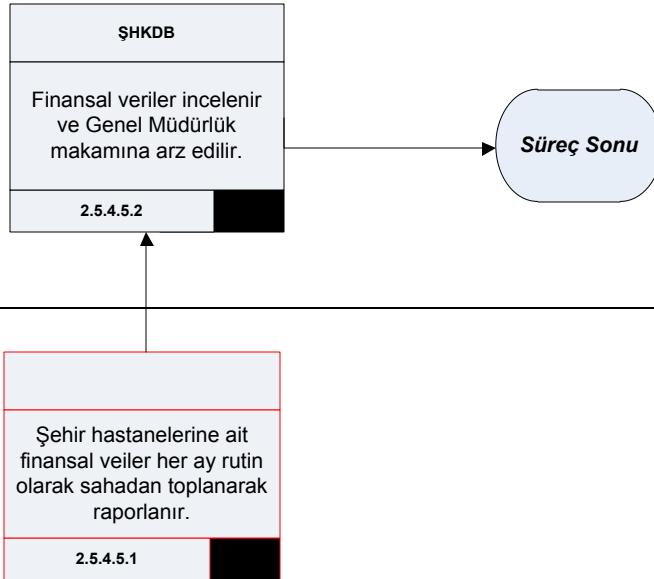 ŞHKDB
Finansal veriler incelenir
ve Genel Müdürlük
makamına arz edilir.
2.5.4.5.2
Süreç Sonu
Şehir hastanelerine ait
finansal veiler her ay rutin
olarak sahadan toplanarak
raporlanır.
2.5.4.5.1